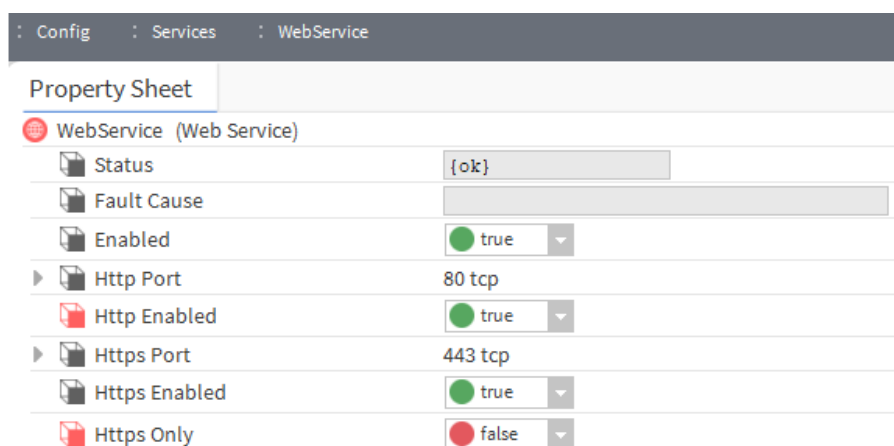 : Config : Services : WebService
Property Sheet
WebService (Web Service)
Status {ok}
Fault Cause
Enabled true
Http Port 80 tcp
Http Enabled true
Https Port 443 tcp
Https Enabled true
Https Only false